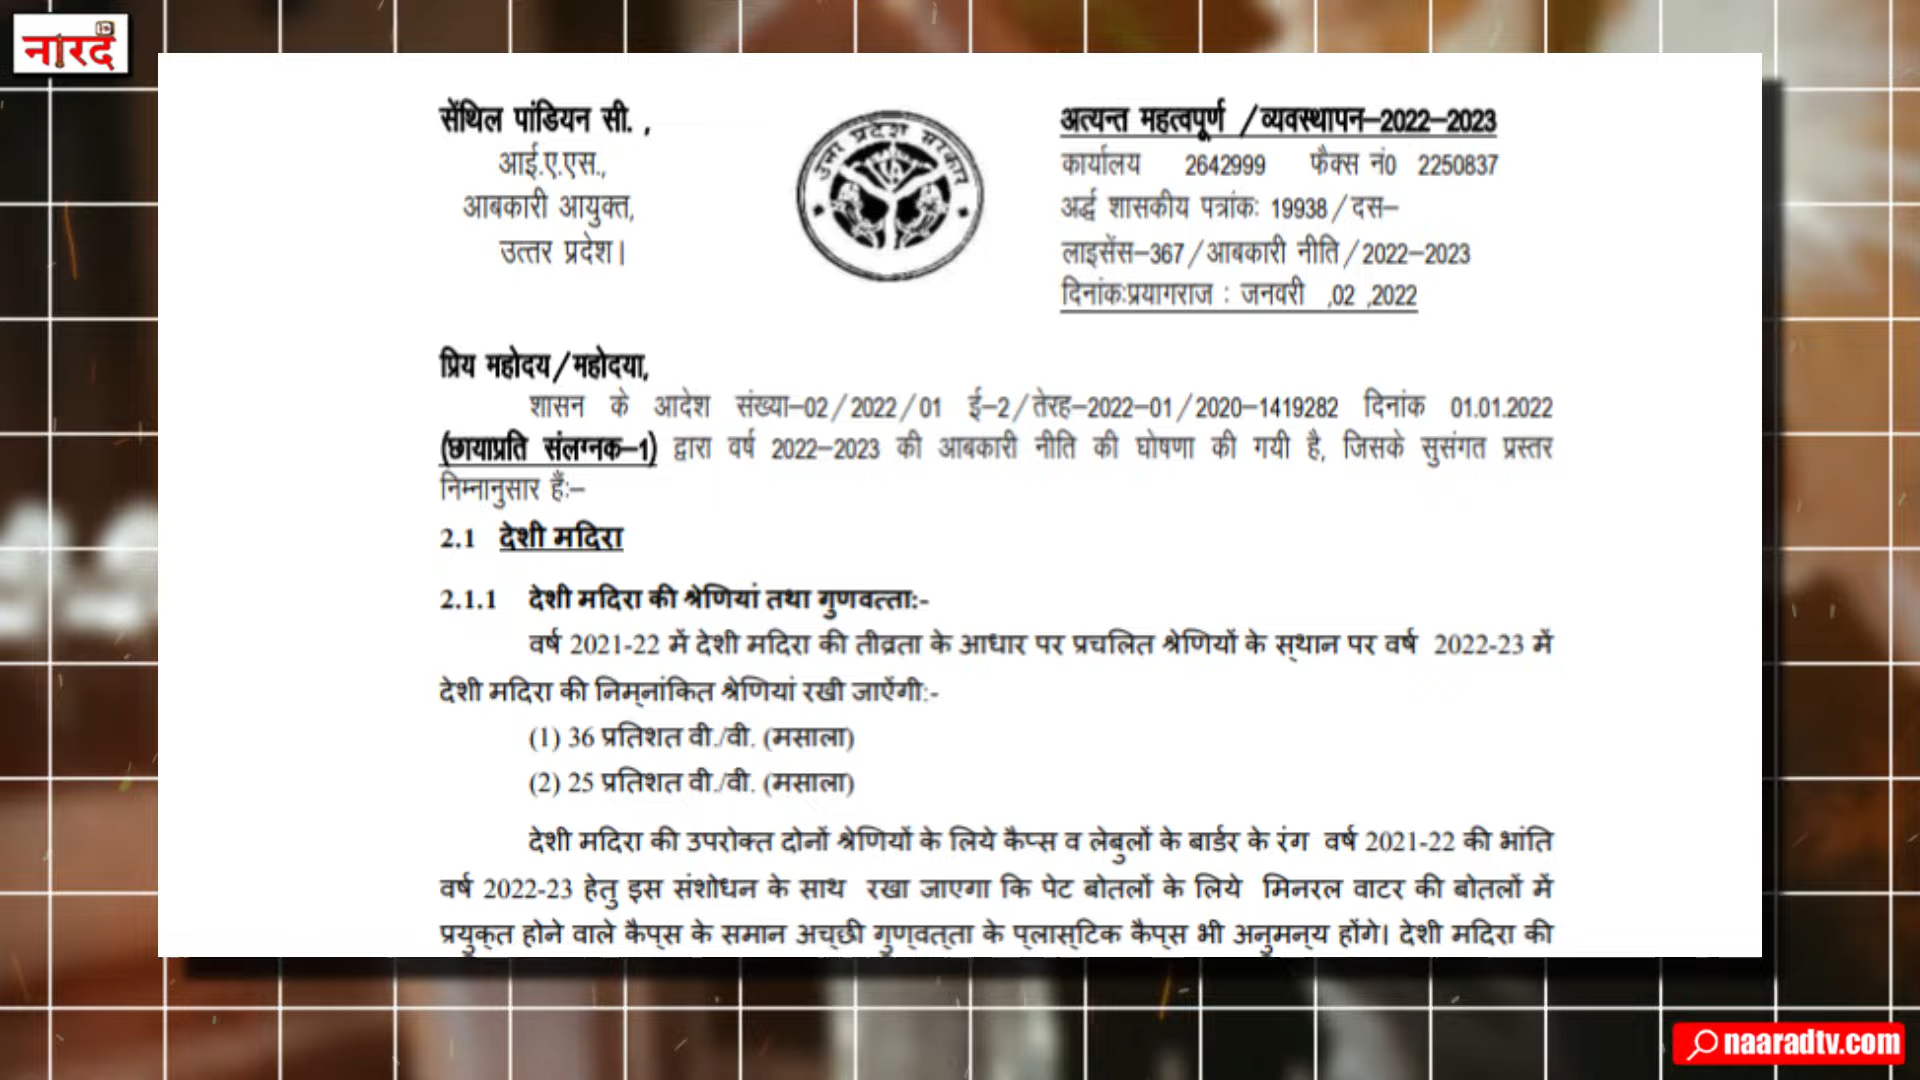 नारद
सेंथिल पांडियन सी. ,
आई.ए.एस.,
आबकारी आयुक्त,
उत्तर प्रदेश।
उत्तर प्रदेश सरकार
अत्यन्त महत्वपूर्ण /व्यवस्थापन–2022–2023
कार्यालय 2642999 फैक्स नं0 2250837
अर्द्ध शासकीय पत्रांकः 19938 / दस–
लाइसेंस–367 / आबकारी नीति / 2022–2023
दिनांकःप्रयागराज : जनवरी ,02 ,2022
प्रिय महोदय/महोदया,
शासन के आदेश संख्या–02 / 2022 / 01 ई–2 / तेरह–2022–01 / 2020–1419282 दिनांक 01.01.2022
(छायाप्रति संलग्नक–1) द्वारा वर्ष 2022–2023 की आबकारी नीति की घोषणा की गयी है, जिसके सुसंगत प्रस्तर
निम्नानुसार हैंः–
2.1 देशी मदिरा
2.1.1 देशी मदिरा की श्रेणियां तथा गुणवत्ताः-
वर्ष 2021-22 में देशी मदिरा की तीव्रता के आधार पर प्रचलित श्रेणियों के स्थान पर वर्ष 2022-23 में
देशी मदिरा की निम्नांकित श्रेणियां रखी जाऐंगी:-
(1) 36 प्रतिशत वी./वी. (मसाला)
(2) 25 प्रतिशत वी./वी. (मसाला)
देशी मदिरा की उपरोक्त दोनों श्रेणियों के लिये कैप्स व लेबुलों के बार्डर के रंग वर्ष 2021-22 की भांति
वर्ष 2022-23 हेतु इस संशोधन के साथ रखा जाएगा कि पेट बोतलों के लिये मिनरल वाटर की बोतलों में
प्रयुक्त होने वाले कैप्स के समान अच्छी गुण्वत्ता के प्लास्टिक कैप्स भी अनुमन्य होंगे। देशी मदिरा की
naaradtv.com